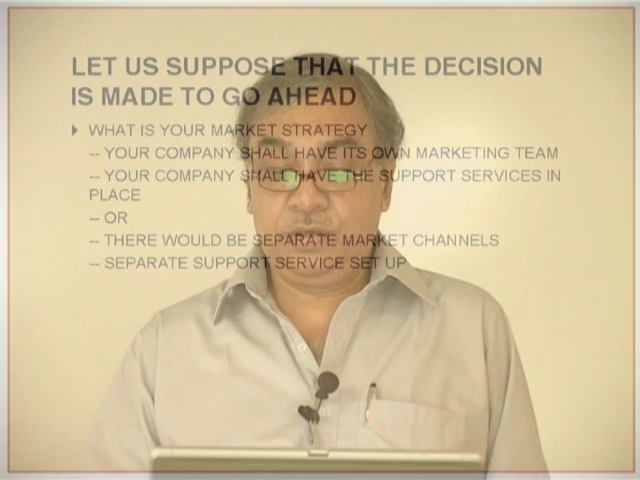 LET US SUPPOSE THAT THE DECISION
IS MADE TO GO AHEAD
WHAT IS YOUR MARKET STRATEGY
– YOUR COMPANY SHALL HAVE ITS OWN MARKETING TEAM
– YOUR COMPANY SHALL HAVE THE SUPPORT SERVICES IN
PLACE
– OR
– THERE WOULD BE SEPARATE MARKET CHANNELS
– SEPARATE SUPPORT SERVICE SET UP